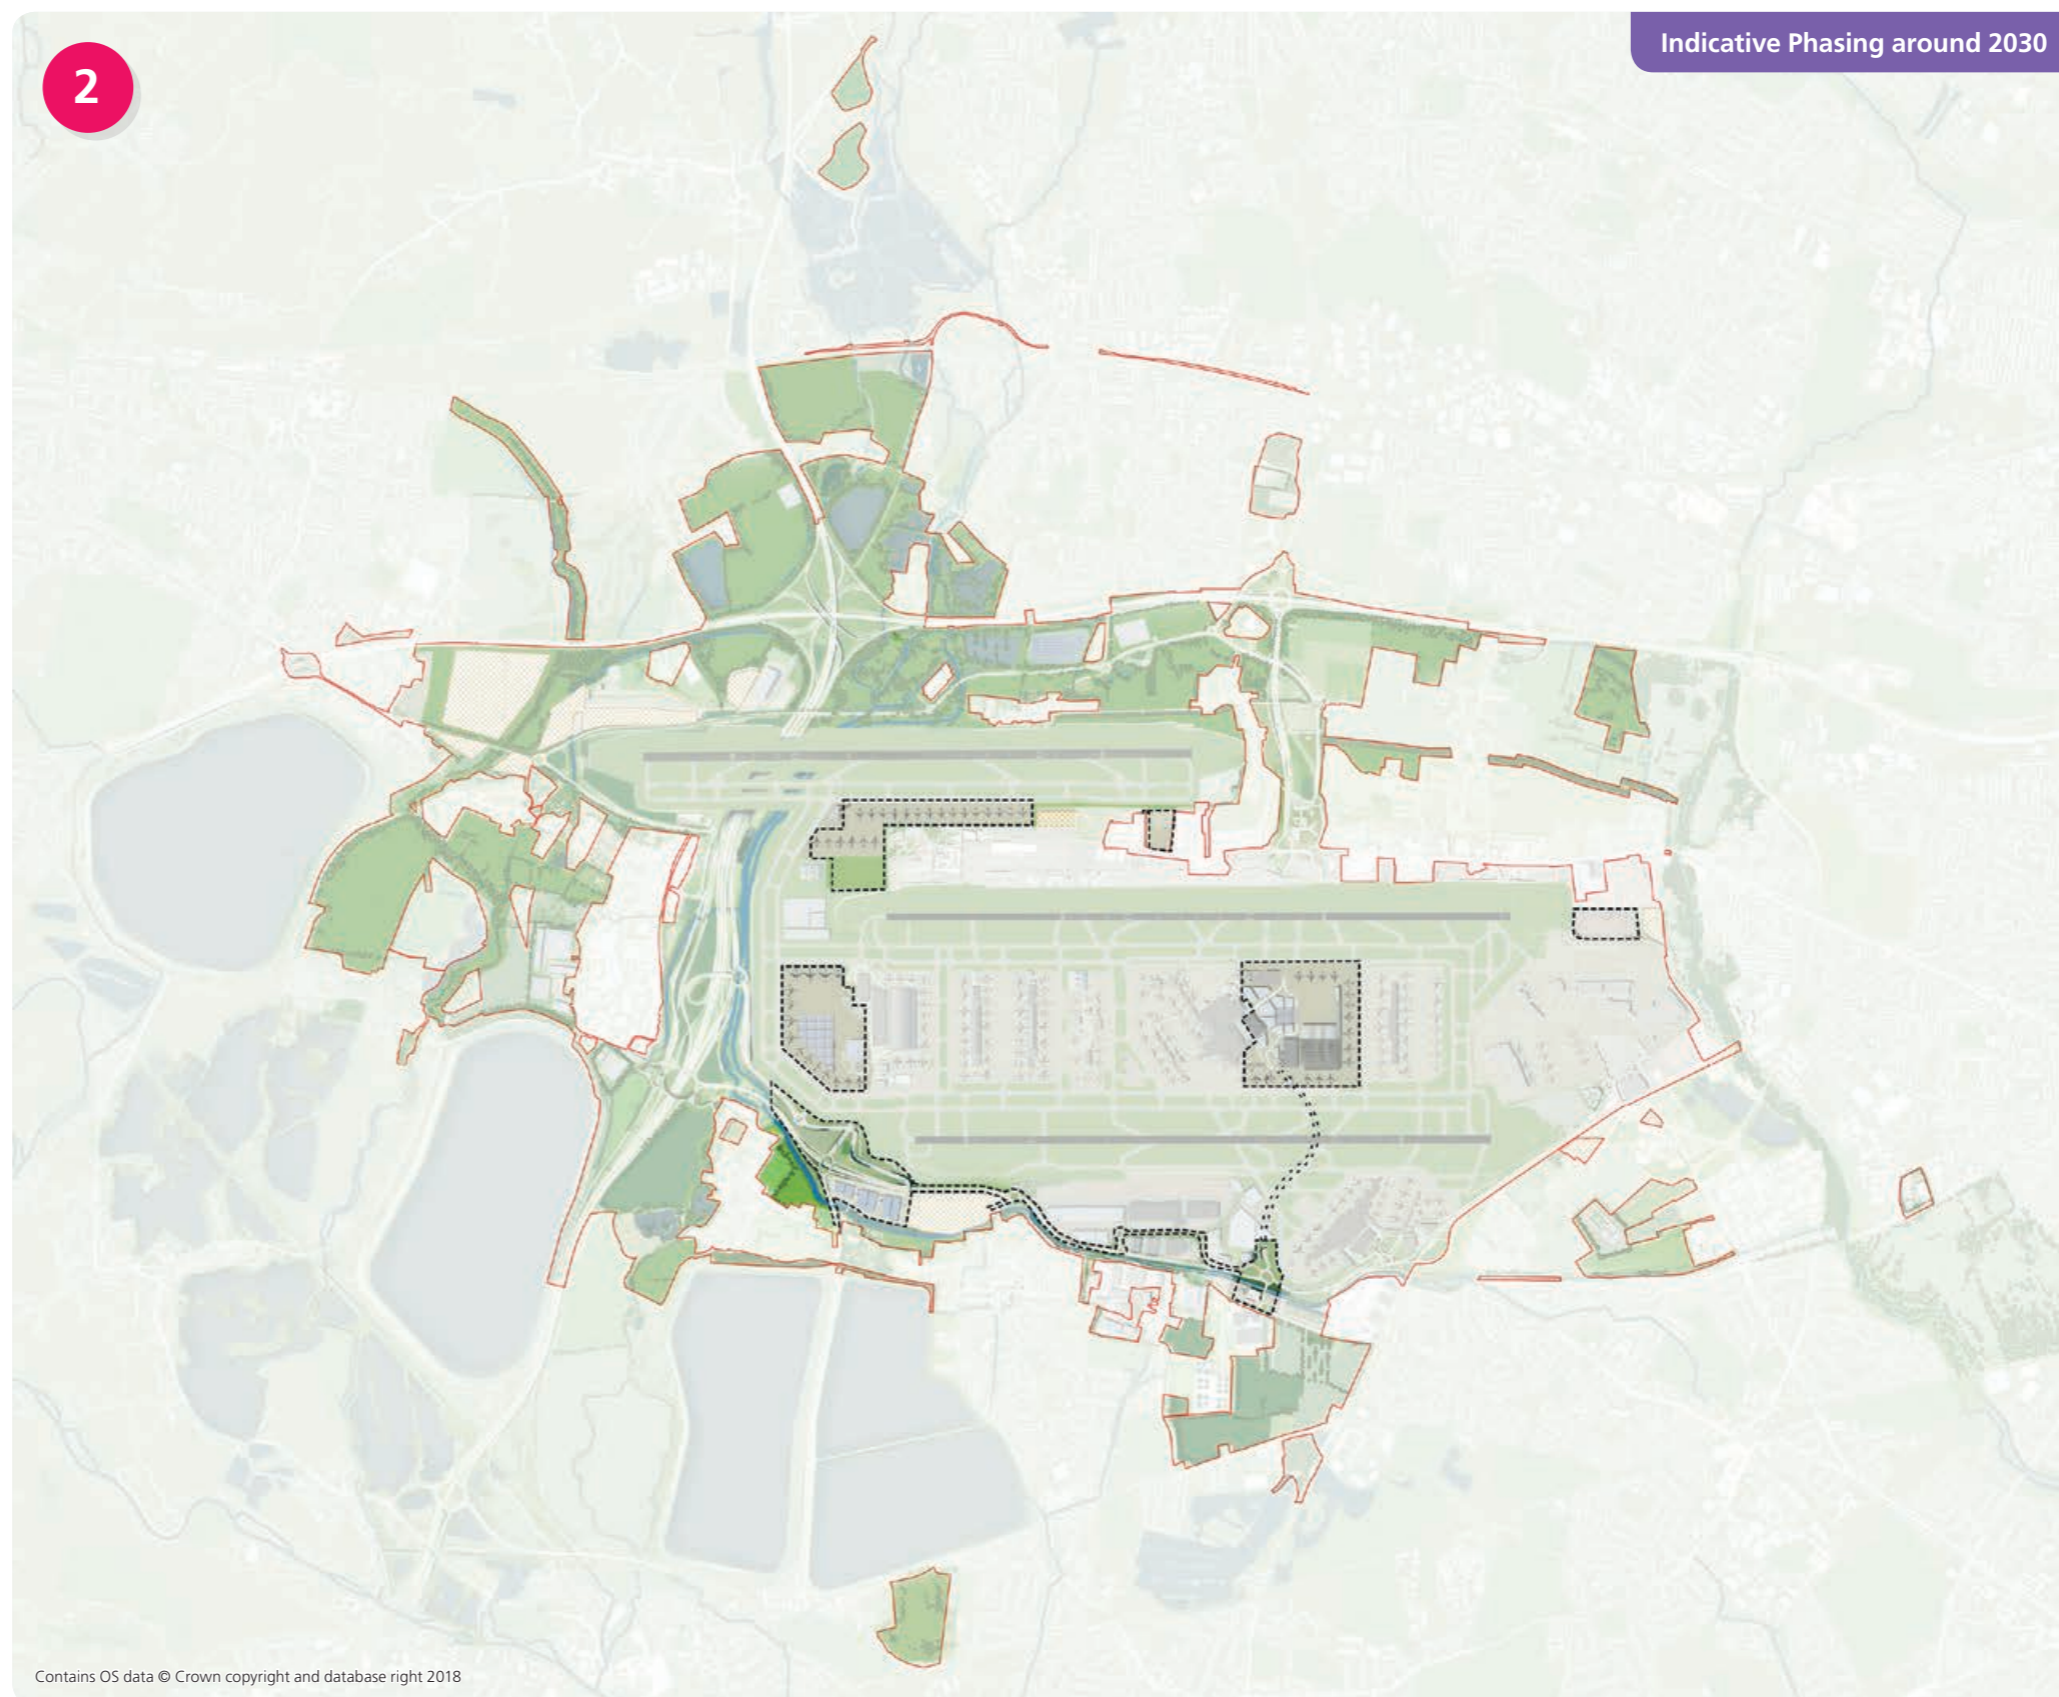 2
Indicative Phasing around 2030
Contains OS data © Crown copyright and database right 2018